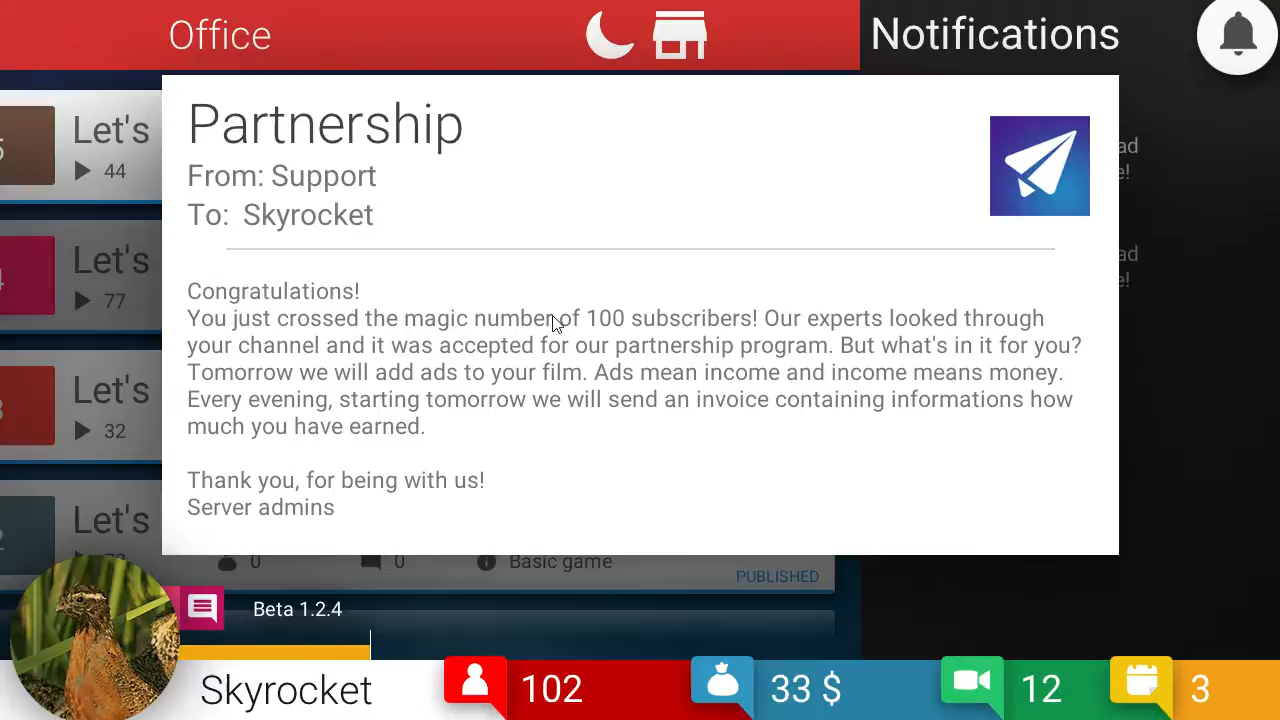 Office
Notifications
Partnership
From: Support
To: Skyrocket
Congratulations!
You just crossed the magic number of 100 subscribers! Our experts looked through
your channel and it was accepted for our partnership program. But what's in it for you?
Tomorrow we will add ads to your film. Ads mean income and income means money.
Every evening, starting tomorrow we will send an invoice containing informations how
much you have earned.
Thank you, for being with us!
Server admins
Let's
44
Let's
77
Let's
32
Let's
0
0
Basic game
PUBLISHED
ad
e!
ad
e!
Beta 1.2.4
Skyrocket
102
33 $
12
3